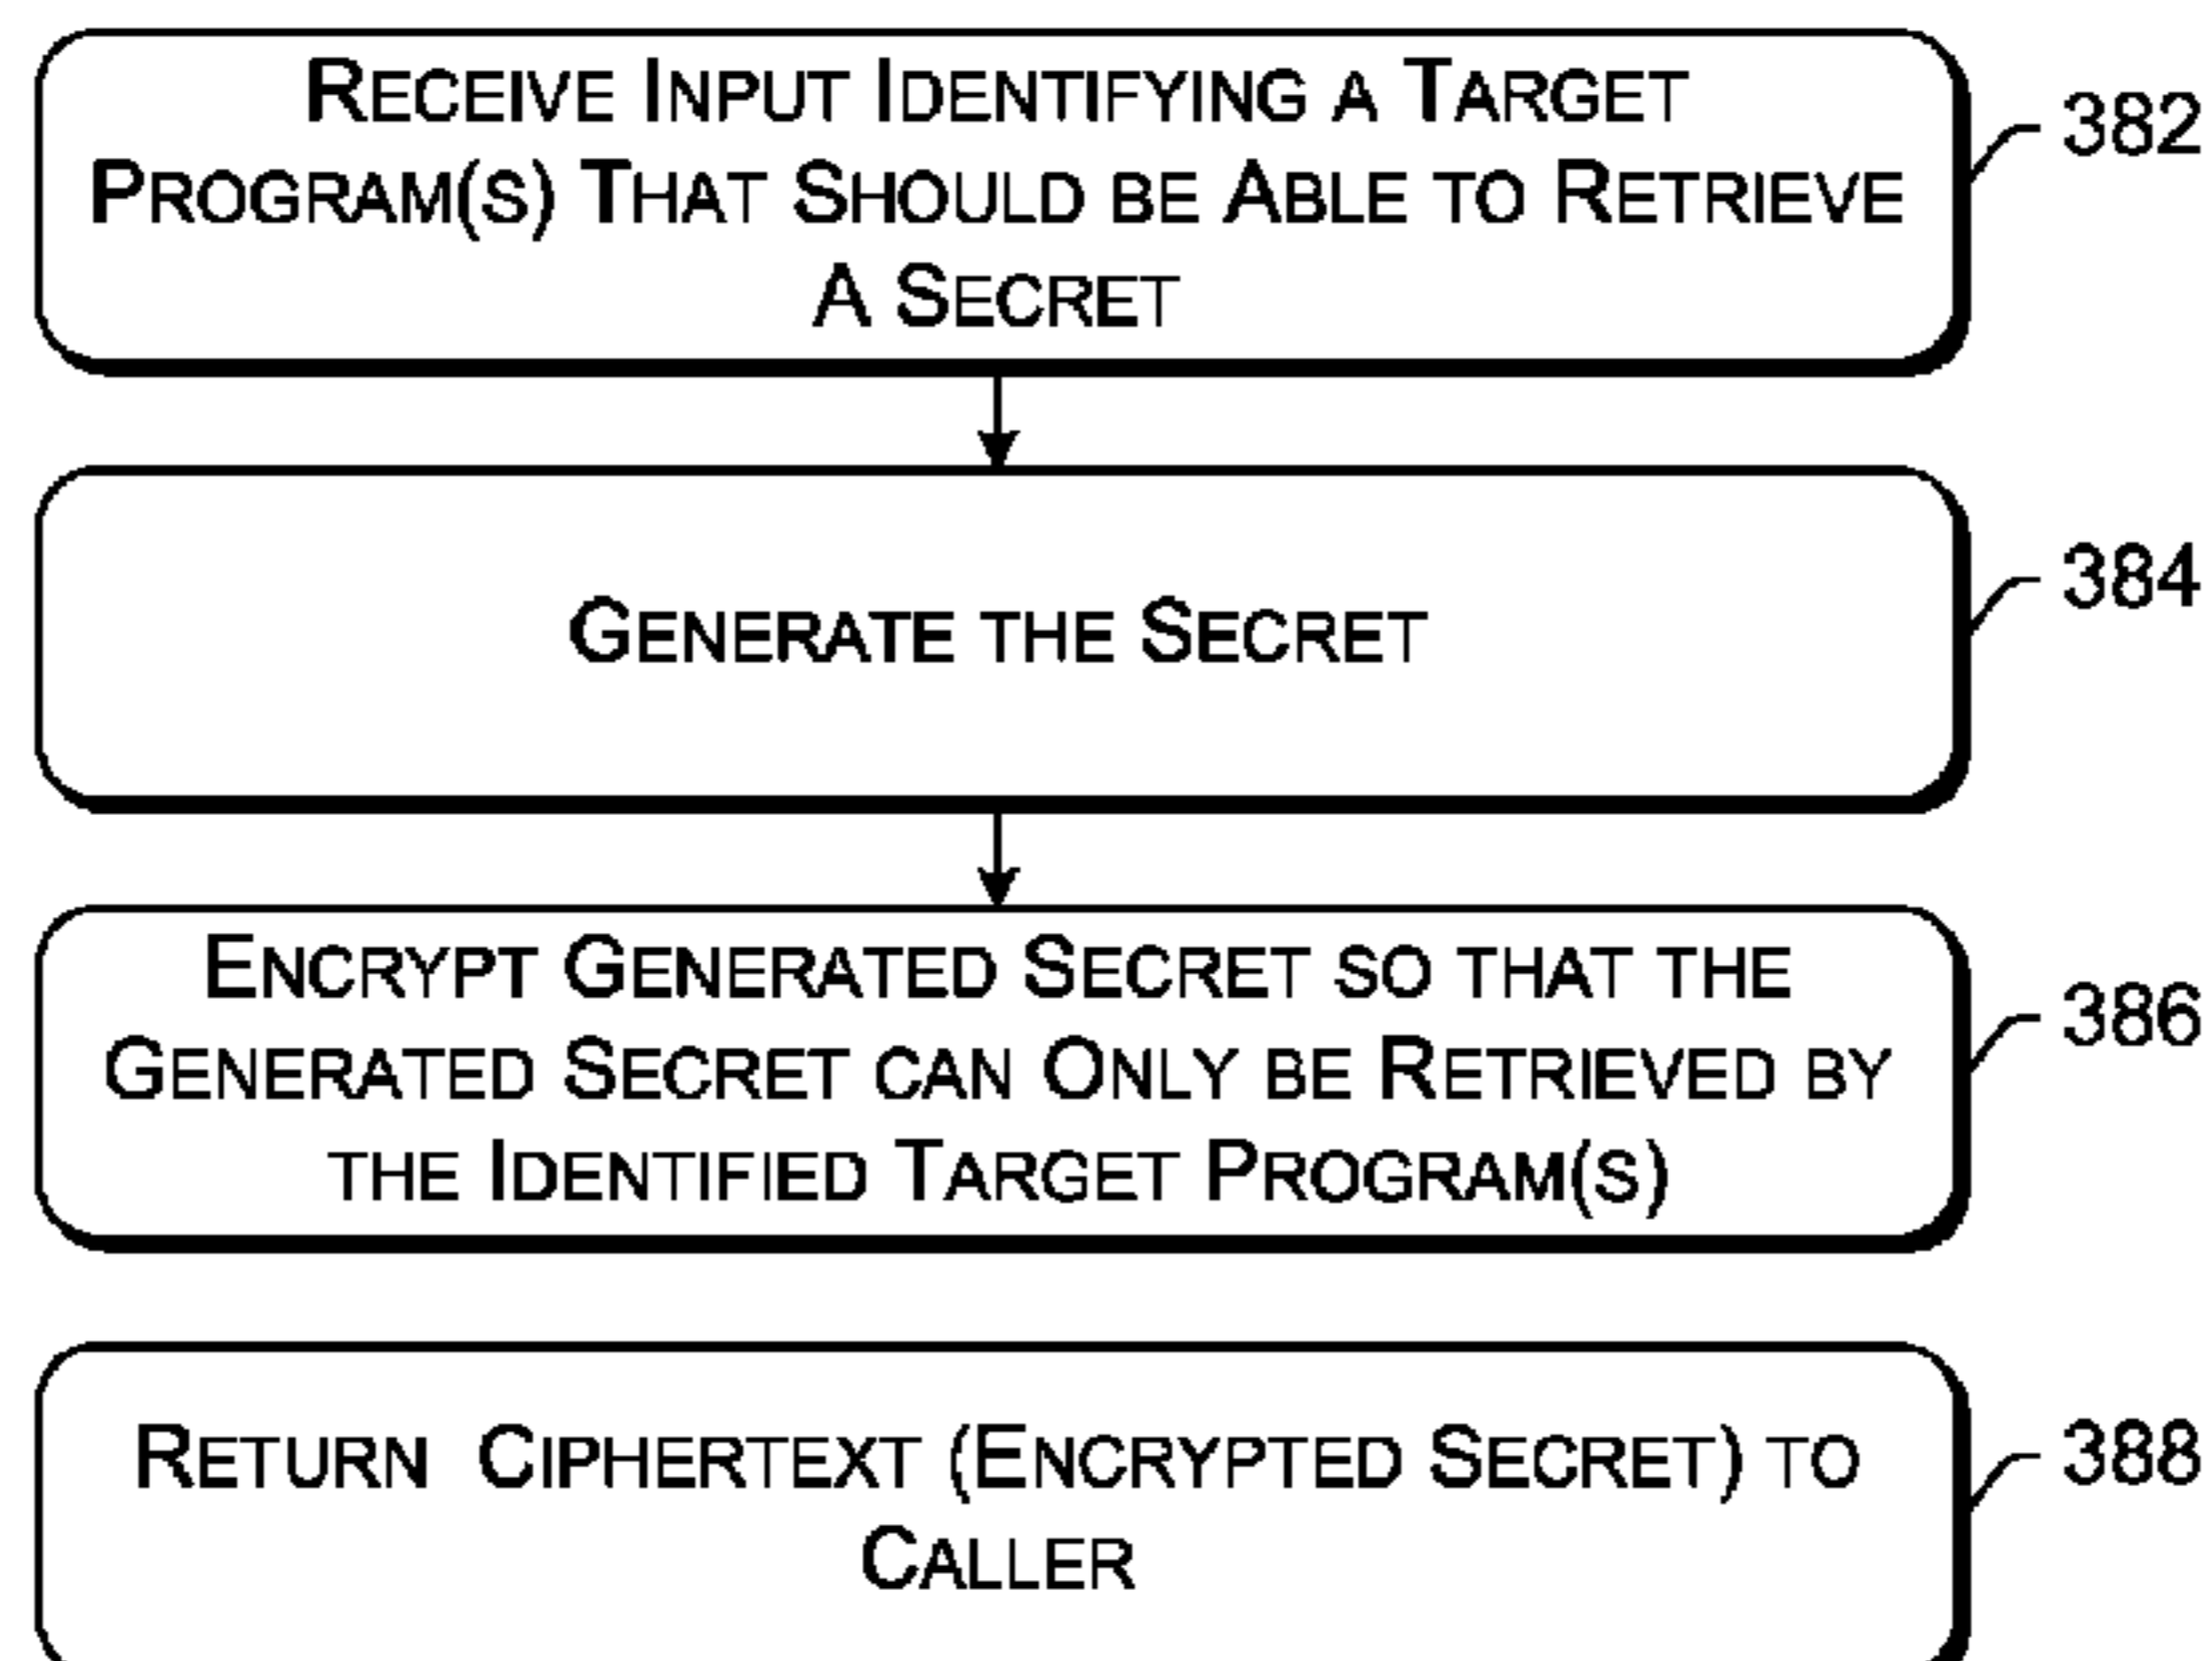 RECEIVE INPUT IDENTIFYING A TARGET
PROGRAM(S) THAT SHOULD BE ABLE TO RETRIEVE
A SECRET
382
GENERATE THE SECRET
384
ENCRYPT GENERATED SECRET SO THAT THE
GENERATED SECRET CAN ONLY BE RETRIEVED BY
THE IDENTIFIED TARGET PROGRAM(S)
386
RETURN CIPHERTEXT (ENCRYPTED SECRET) TO
CALLER
388